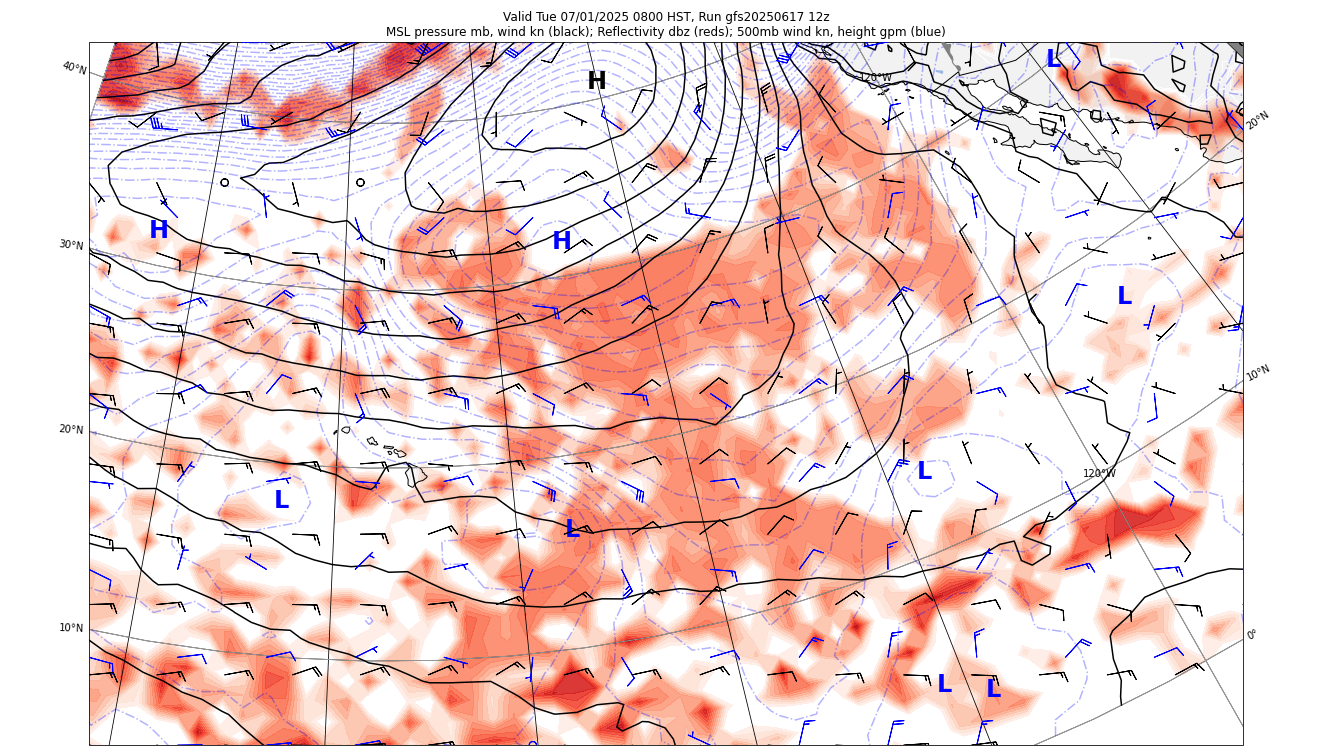 Valid Tue 07/01/2025 0800 HST, Run gfs20250617 12z
MSL pressure mb, wind kn (black); Reflectivity dbz (reds); 500mb wind kn, height gpm (blue)
L
40°N
H
120°W
20°N
H
H
30°N
L
10°N
20°N
L
120°W
L
L
10°N
0°
L
L